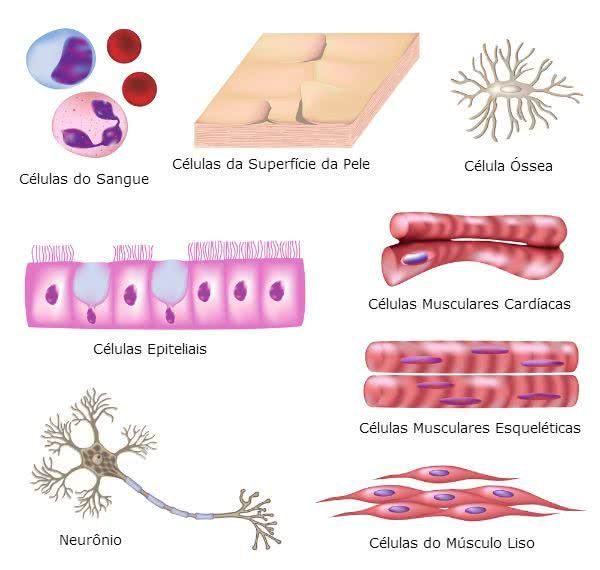 Células do Sangue
Células da Superfície da Pele
Célula Óssea
Células Epiteliais
Células Musculares Cardíacas
Células Musculares Esqueléticas
Neurônio
Células do Músculo Liso